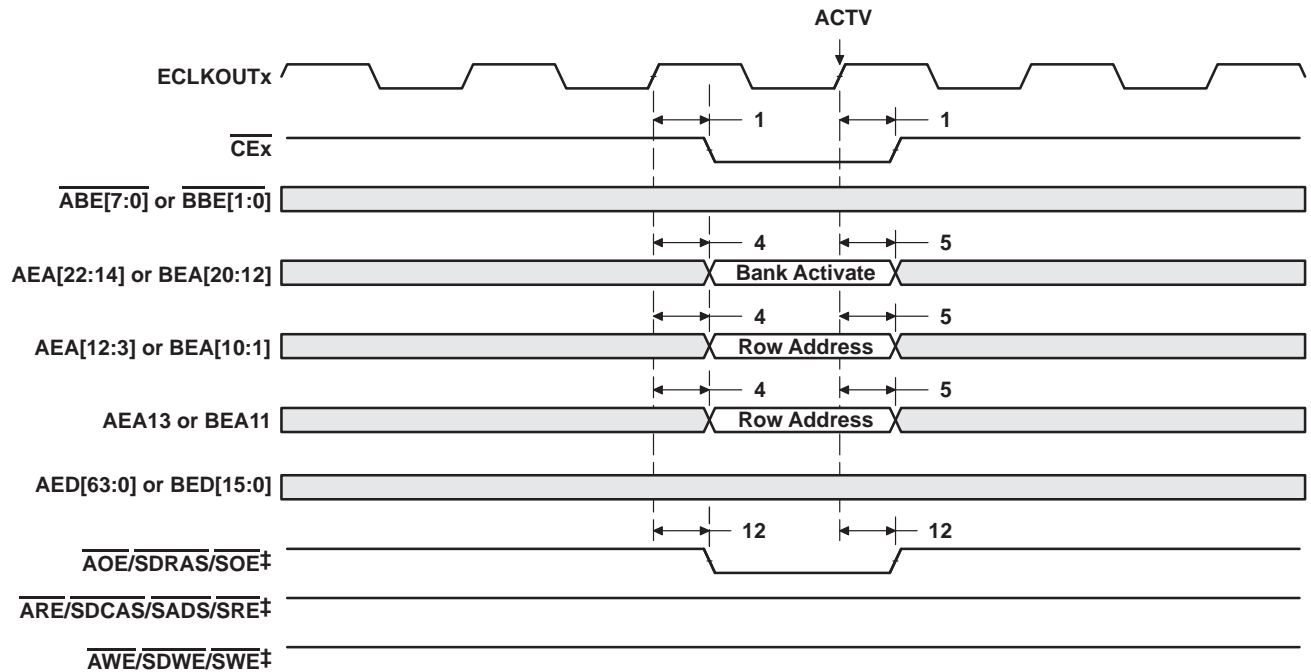 ACTV
ECLKOUTx
1 1
CEx
ABE[7:0] or BBE[1:0]
4 5
AEA[22:14] or BEA[20:12] Bank Activate
4 5
AEA[12:3] or BEA[10:1] Row Address
4 5
AEA13 or BEA11 Row Address
AED[63:0] or BED[15:0]
12 12
AOE/SDRAS/SOE‡
ARE/SDCAS/SADS/SRE‡
AWE/SDWE/SWE‡